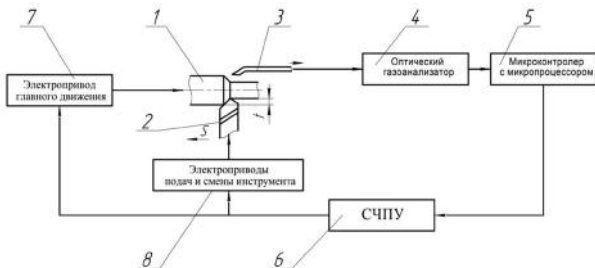 7
1
3
4
5
Электропривод
главного движения
Оптический
газоанализатор
Микроконтролер
с микропроцессором
2
S
t
Электроприводы
подач и смены инструмента
СЧПУ
8
6